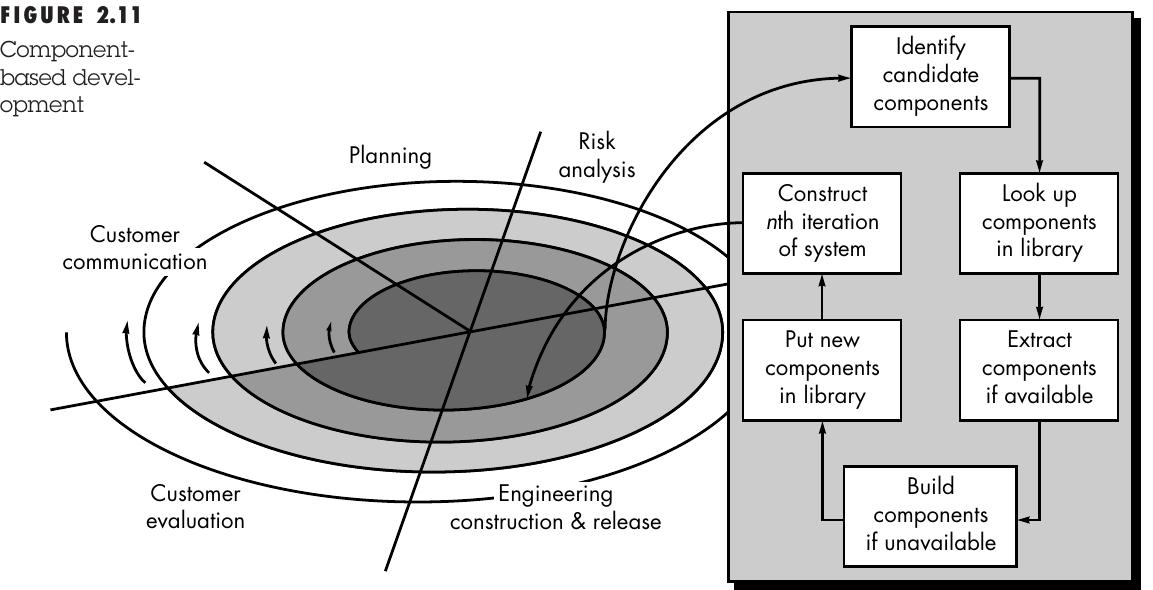 FIGURE 2.11
Component-
based devel-
opment
Planning
Risk
analysis
Customer
communication
Customer
evaluation
Engineering
construction & release
Identify
candidate
components
Look up
components
in library
Extract
components
if available
Build
components
if unavailable
Put new
components
in library
Construct
nth iteration
of system